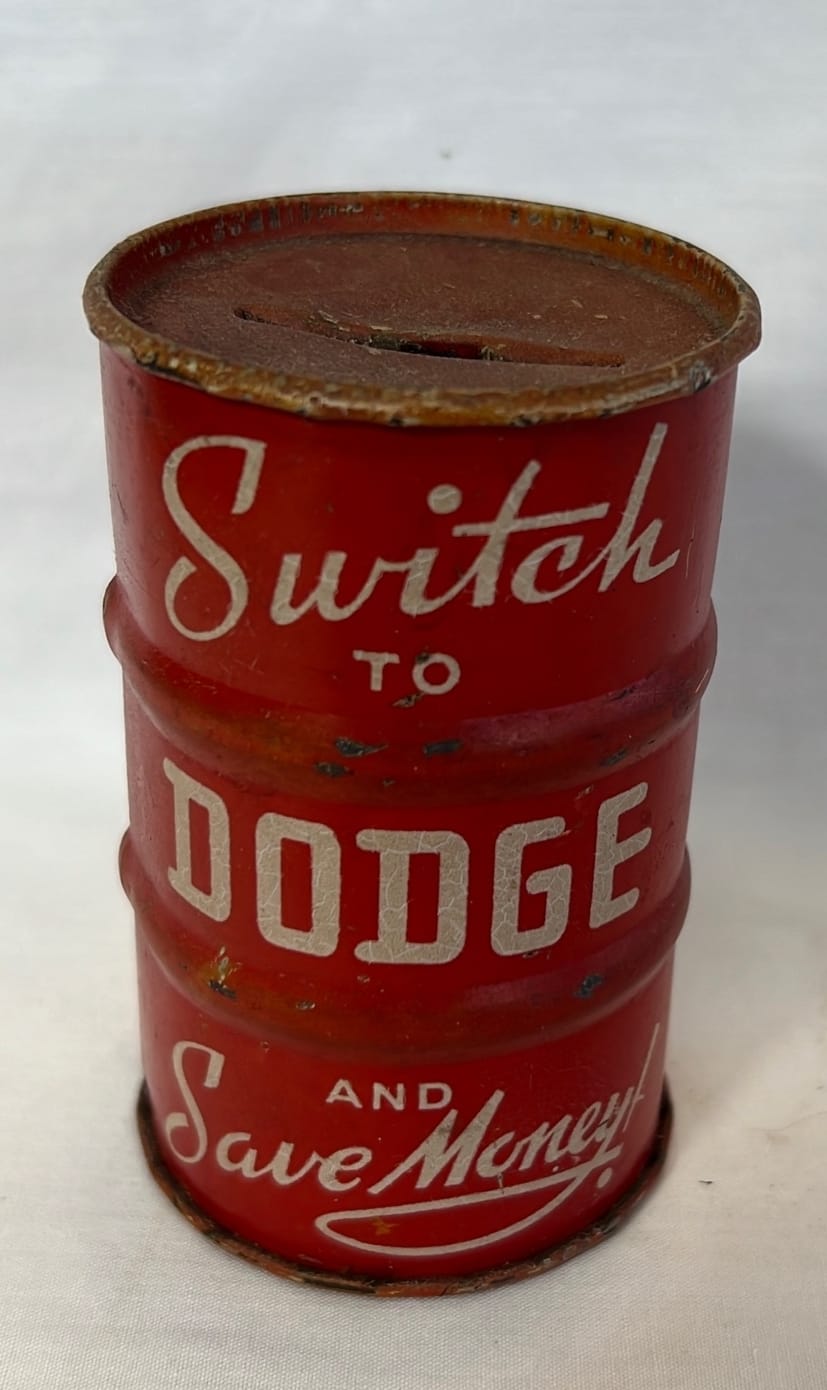 Switch
TO
DODGE
AND
Save Money!